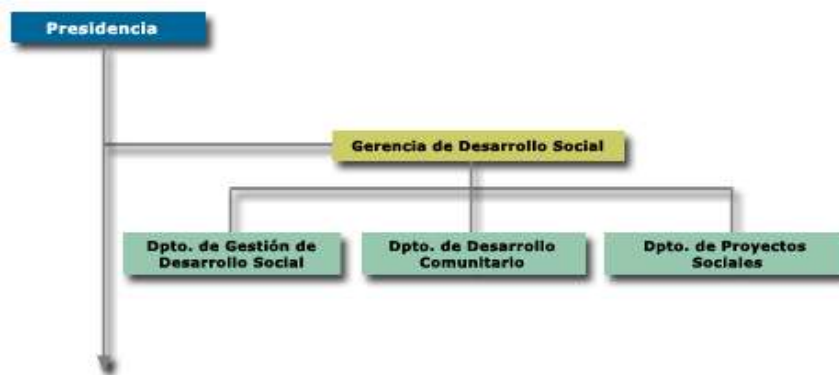 Presidencia
Gerencia de Desarrollo Social
Dpto. de Gestión de
Desarrollo Social
Dpto. de Desarrollo
Comunitario
Dpto. de Proyectos
Sociales